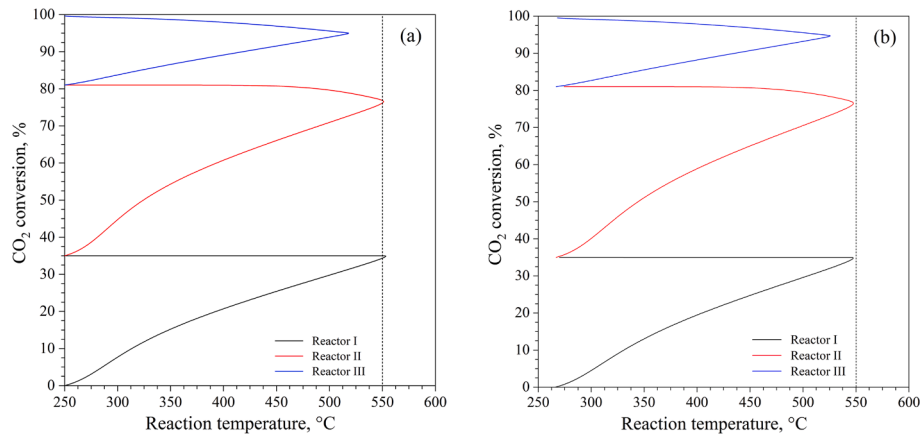 100
90
80
70
60
50
40
30
20
10
0
CO₂ conversion, %
(a)
Reactor I
Reactor II
Reactor III
250 300 350 400 450 500 550 600
Reaction temperature, °C
100
90
80
70
60
50
40
30
20
10
0
CO₂ conversion, %
(b)
Reactor I
Reactor II
Reactor III
250 300 350 400 450 500 550 600
Reaction temperature, °C